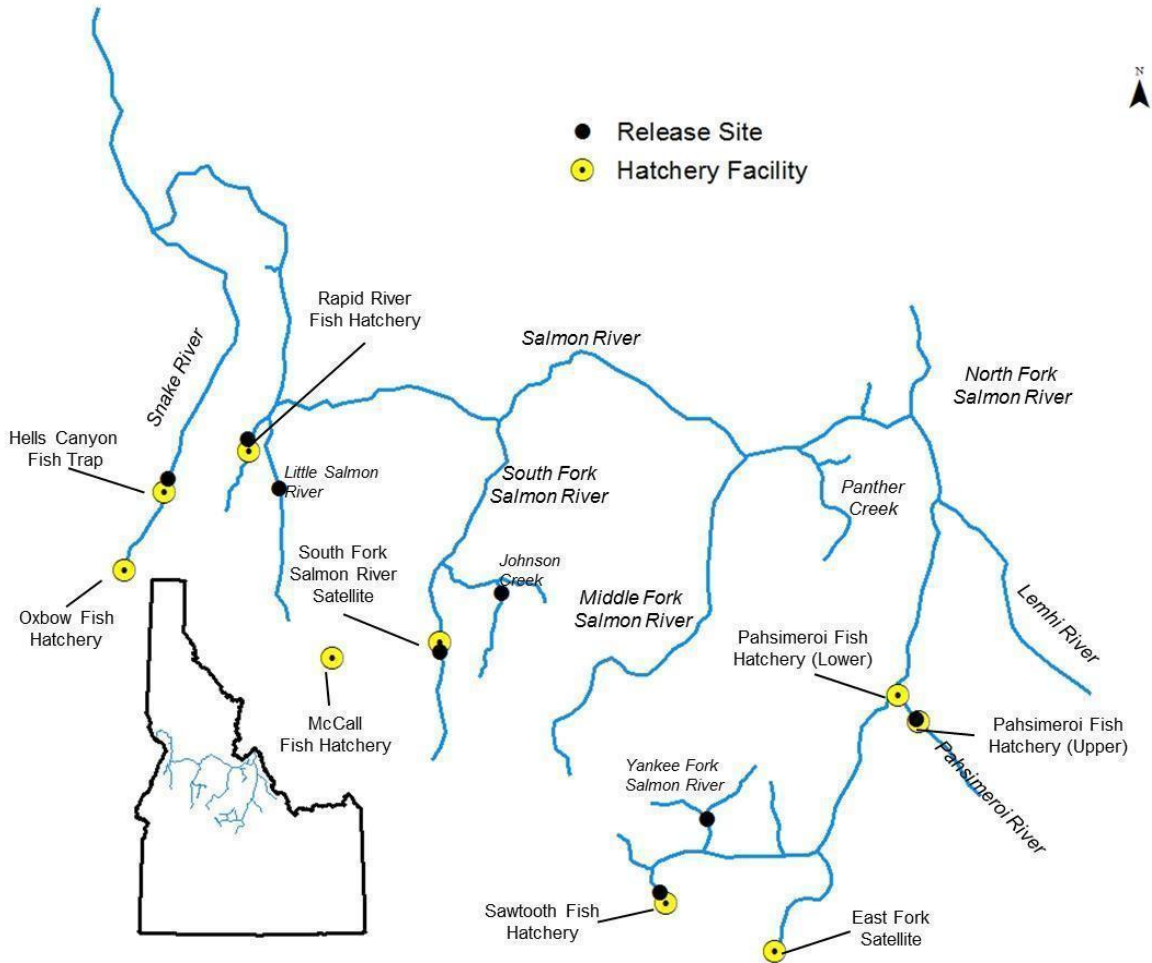 N
Release Site
Hatchery Facility
Rapid River
Fish Hatchery
Salmon River
North Fork
Salmon River
Snake River
Hells Canyon
Fish Trap
Little Salmon
River
South Fork
Salmon River
Panther
Creek
South Fork
Salmon River
Satellite
Johnson
Creek
Oxbow Fish
Hatchery
Middle Fork
Salmon River
Lemhi River
Pahsimeroi Fish
Hatchery (Lower)
McCall
Fish Hatchery
Pahsimeroi Fish
Hatchery (Upper)
Pahsimeroi River
Yankee Fork
Salmon River
Sawtooth Fish
Hatchery
East Fork
Satellite